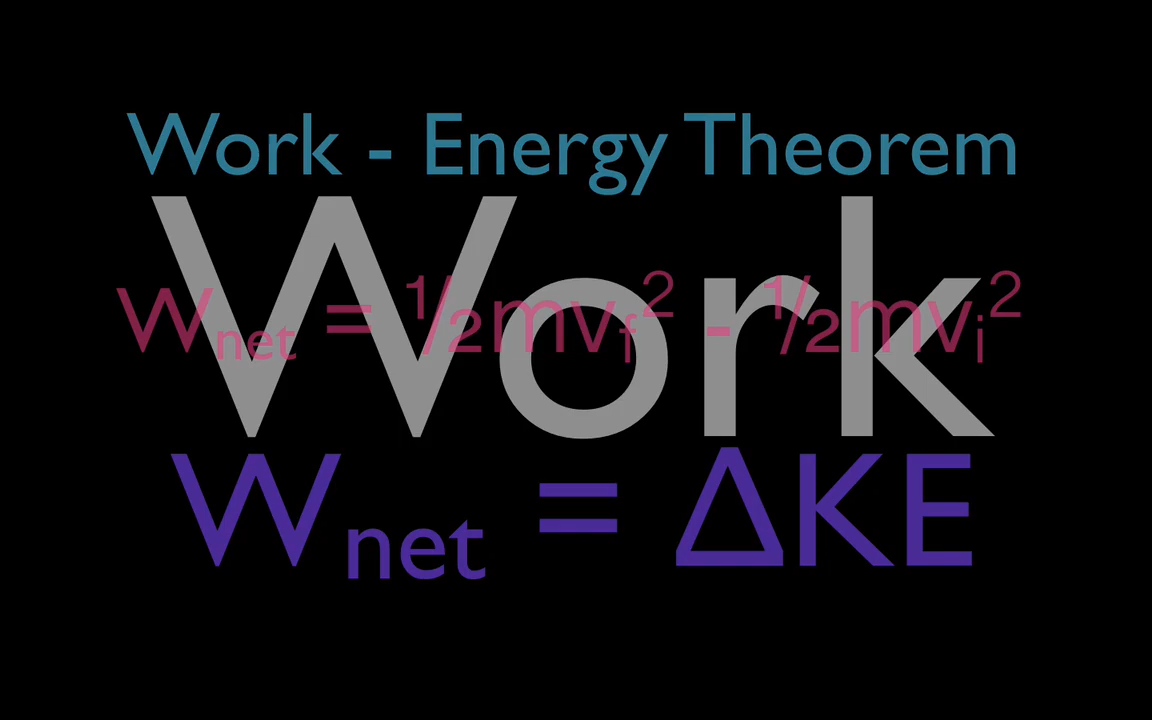 Work - Energy Theorem
Work
Wnet = ½mvf² - ½mvi²
Wnet = ΔKE